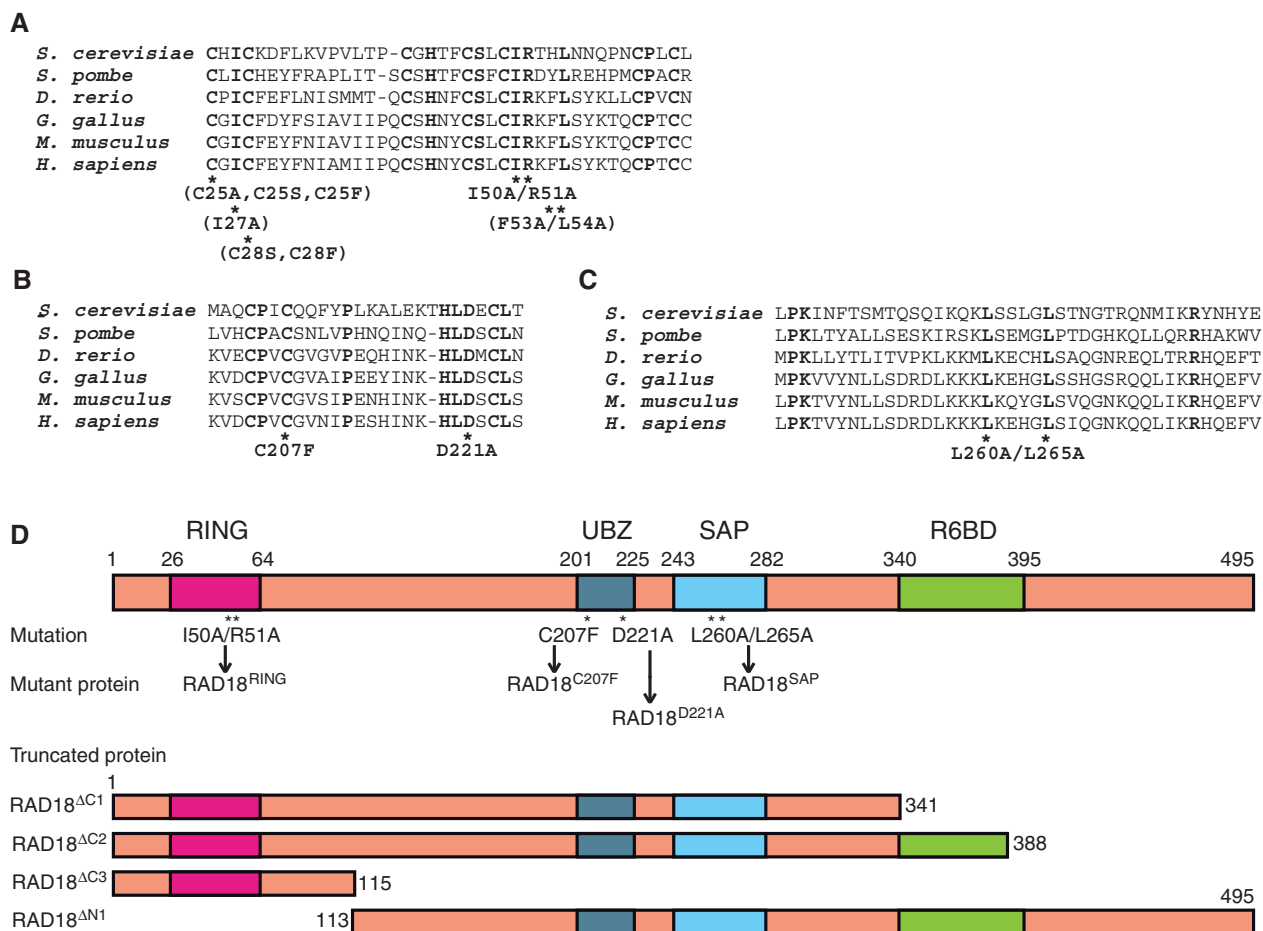 A
S. cerevisiae CHICKDFLKVPVLTP-CGHTFCSLCIRTHLNNQPNCPLCL
S. pombe CLICHEYFRAPLIT-SCSHTFCSFCIRDYLREHPMCPACR
D. rerio CPICFEFLNISMMT-QCSHNFCSFCIRKFLSYKLLCPVCN
G. gallus CGICFDYFSIAVIIPQCSHNYCSLCIRKFLSYKTQCPTCC
M. musculus CGICFEYFNIAVIIPQCSHNYCSLCIRKFLSYKTQCPTCC
H. sapiens CGICFEYFNIAMIIPQCSHNYCSLCIRKFLSYKTQCPTCC
* **
(C25A,C25S,C25F) I50A/R51A
* **
(I27A) (F53A/L54A)
*
(C28S,C28F)
B
S. cerevisiae MAQCPICQQFYPLKALEKTHLDECLT
S. pombe LVHCPACSNLVPHNQINQ-HLDSCLN
D. rerio KVECPVCGVGVPEQHINK-HLDMCLN
G. gallus KVDCPVCGVAIPEEYINK-HLDSCLS
M. musculus KVSCPVCGVSIPENHINK-HLDSCLS
H. sapiens KVDCPVCGVNIPESHINK-HLDSCLS
* *
C207F D221A
C
S. cerevisiae LPKINFTSMTQSQIKQKLSSLGLSTNGTRQNMIKRYNHYE
S. pombe LPKLTYALLSESKIRSKLSEMGLPTDGHKQLLQRRHAKWV
D. rerio MPKLLYTLITVPKLKKMLKECHLSAQGNREQLTRRHQEFT
G. gallus MPKVVYNLLSDRDLKKKLKEHGLSSHGSRQQLIKRHQEFV
M. musculus LPKTVYNLLSDRDLKKKLKQYGLSVQGNKQQLIKRHQEFV
H. sapiens LPKTVYNLLSDRDLKKKLKEHGLSIQGNKQQLIKRHQEFV
* *
L260A/L265A
D
RING UBZ SAP R6BD
1 26 64 201 225 243 282 340 395 495
** * * **
Mutation I50A/R51A C207F D221A L260A/L265A
Mutant protein RAD18RING RAD18C207F RAD18SAP
RAD18D221A
Truncated protein
1
RAD18ΔC1 341
RAD18ΔC2 388
RAD18ΔC3 115
495
RAD18ΔN1 113